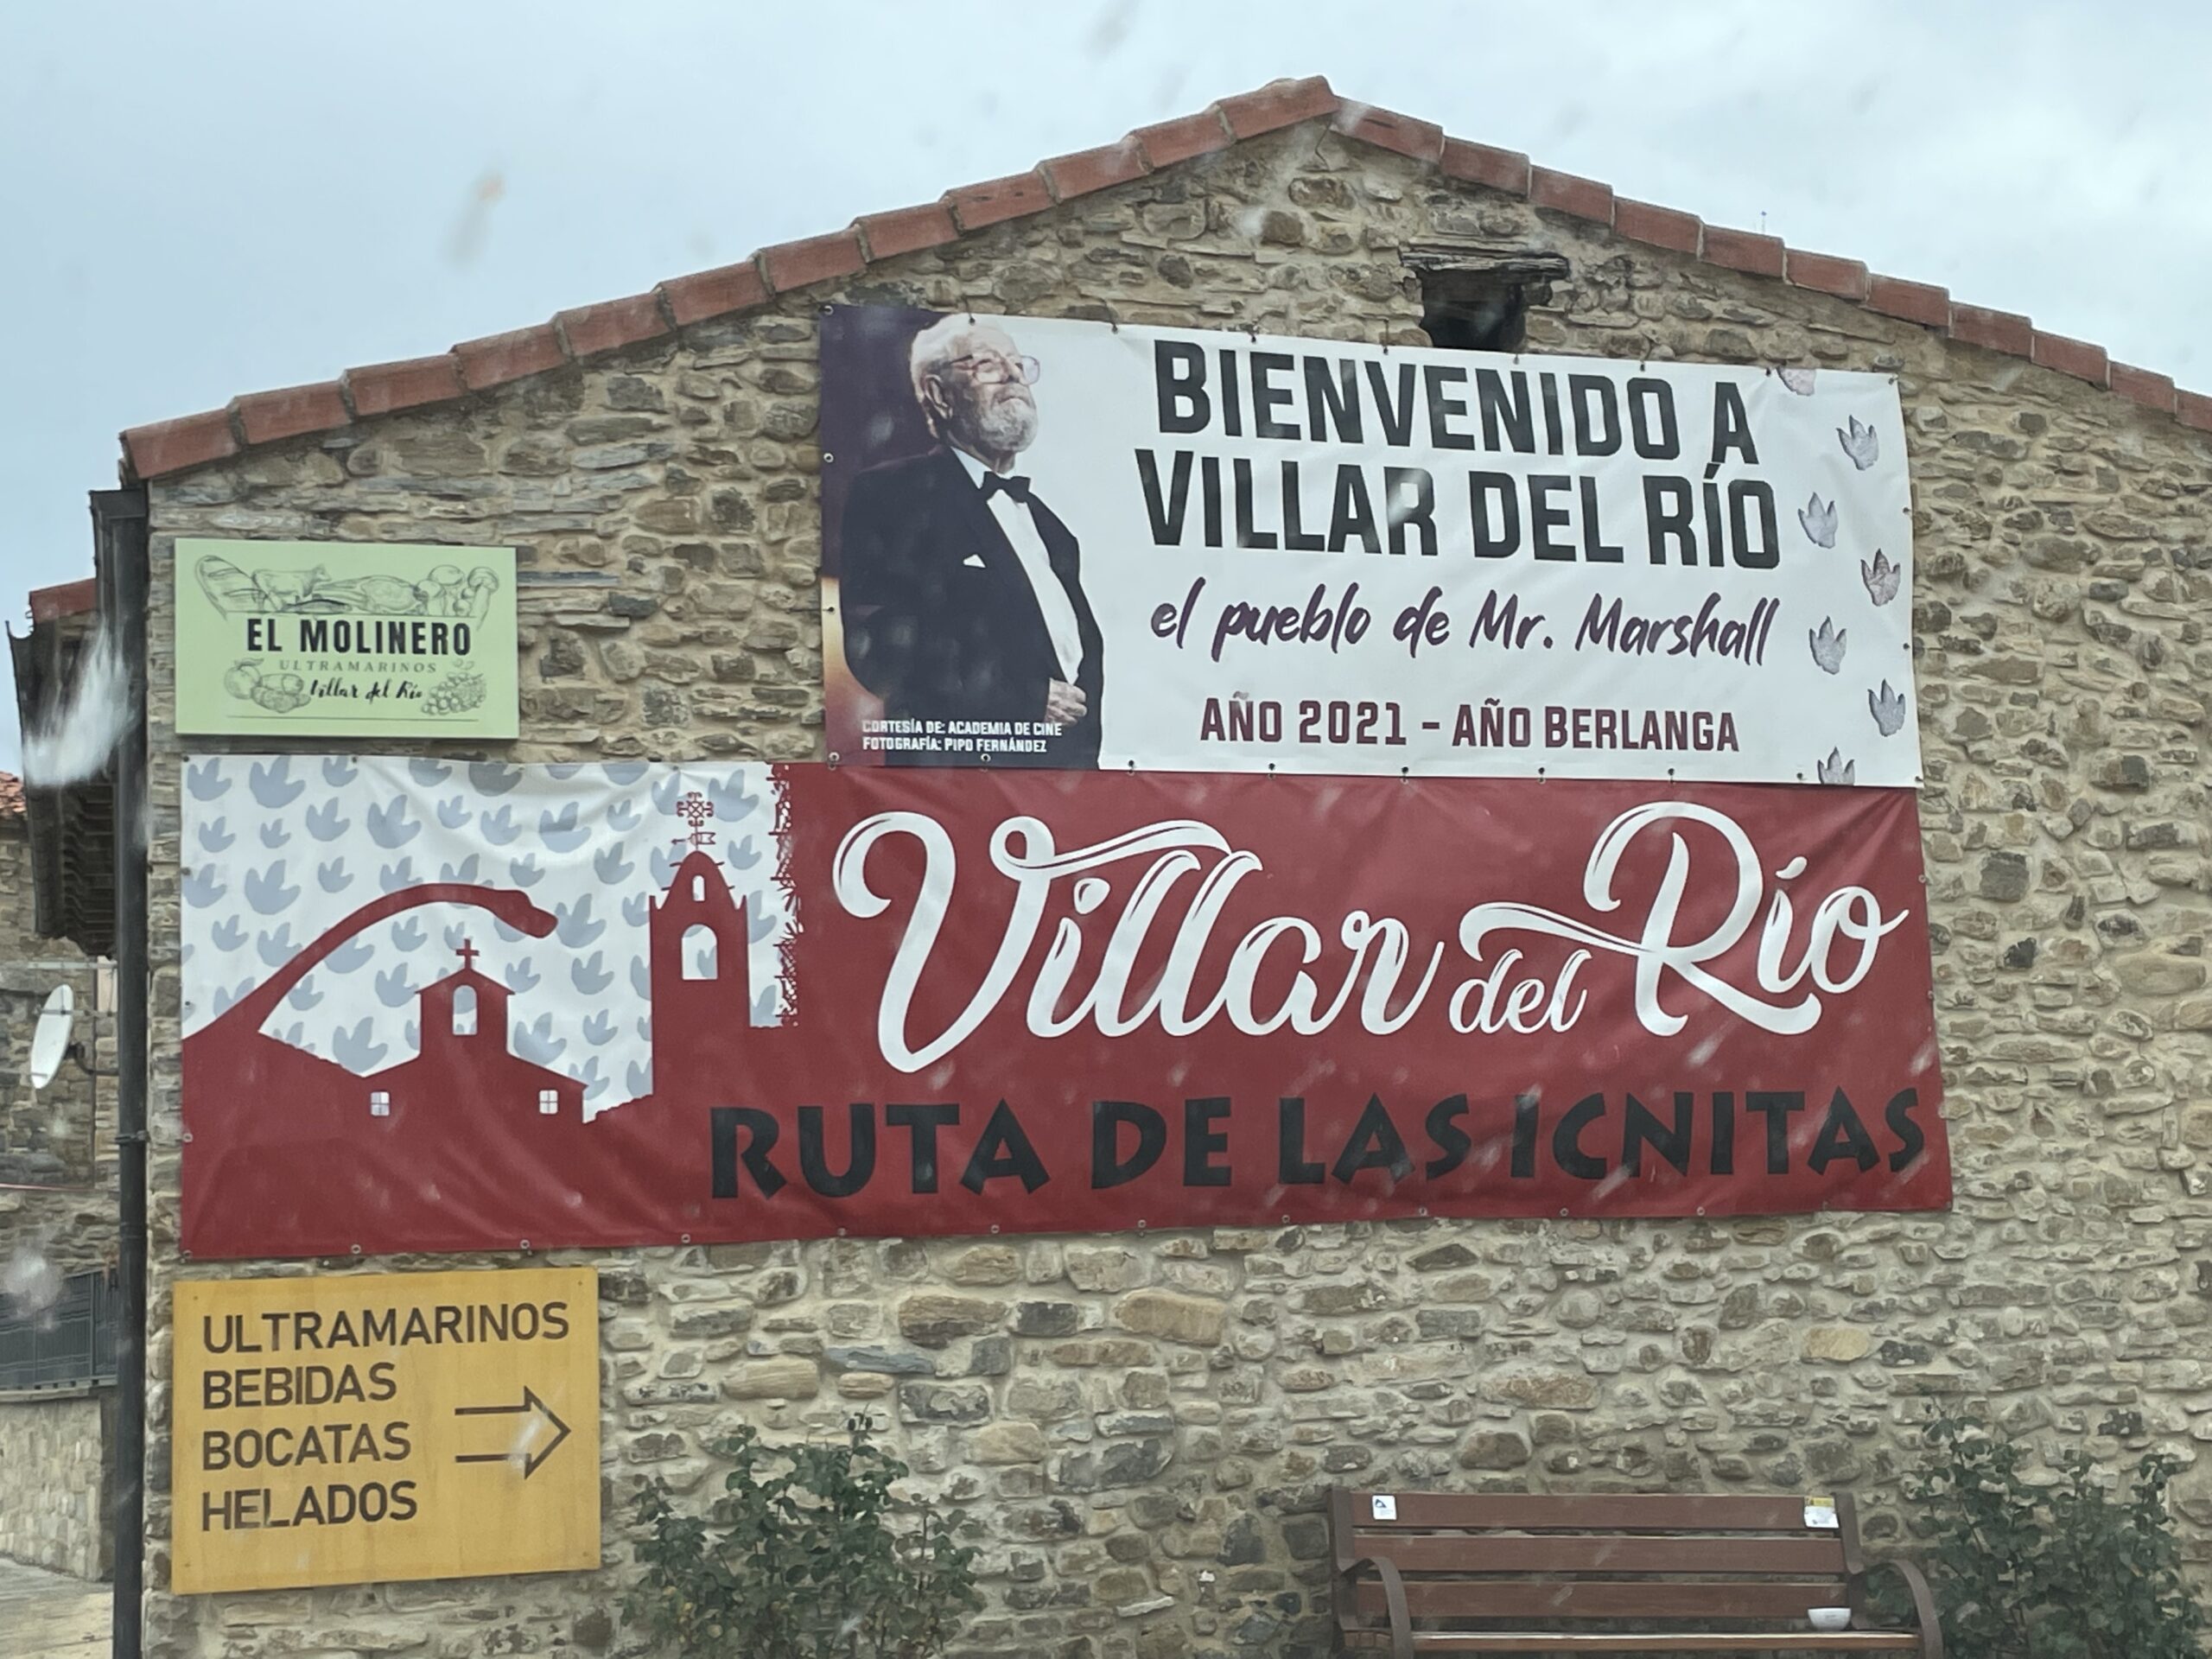 BIENVENIDO A
VILLAR DEL RÍO
el pueblo de Mr. Marshall
AÑO 2021 - AÑO BERLANGA
CORTESÍA DE: ACADEMIA DE CINE
FOTOGRAFÍA: PIPO FERNÁNDEZ
EL MOLINERO
ULTRAMARINOS
Villar del Río
Villar del Río
RUTA DE LAS ICNITAS
ULTRAMARINOS
BEBIDAS
BOCATAS
HELADOS